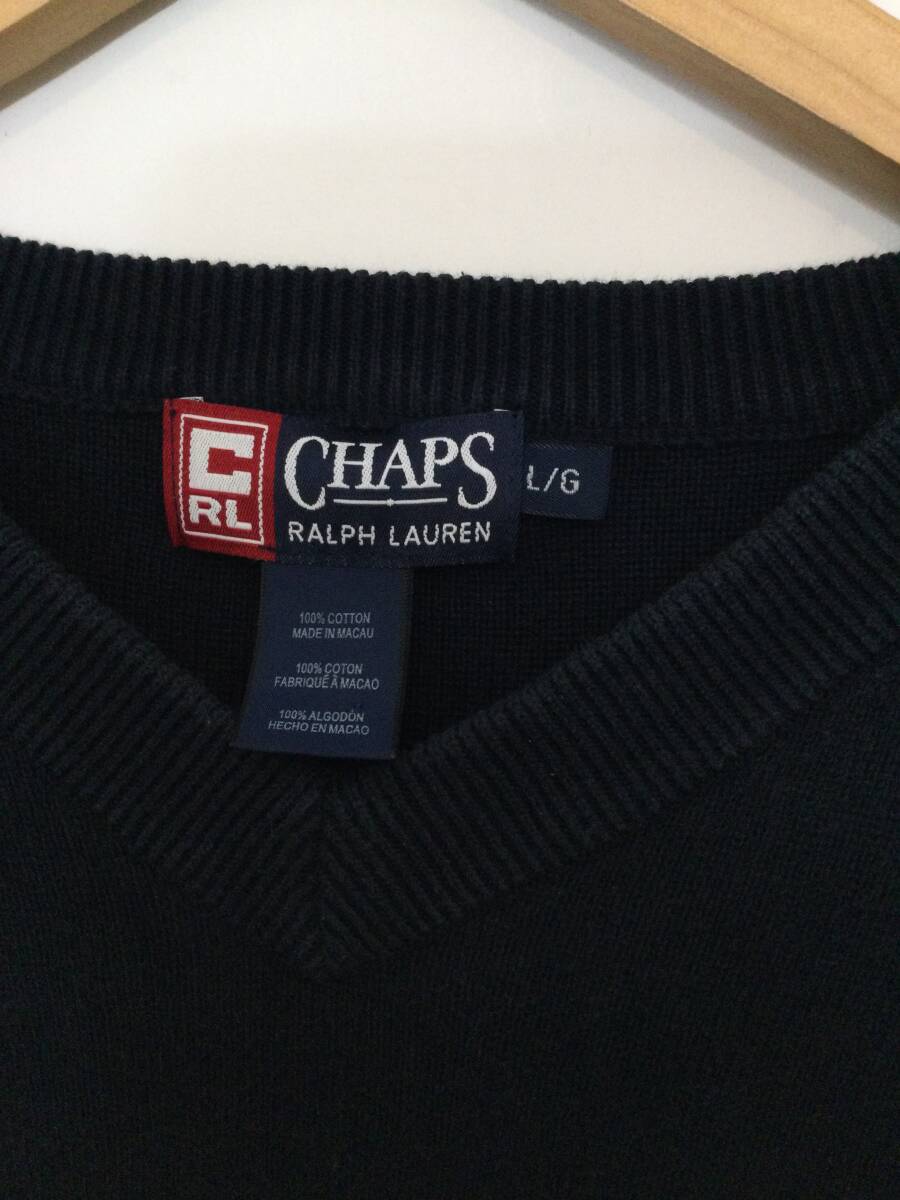 C
RL
CHAPS
RALPH LAUREN
L/G
100% COTTON
MADE IN MACAU
100% COTON
FABRIQUÉ À MACAO
100% ALGODÓN
HECHO EN MACAO